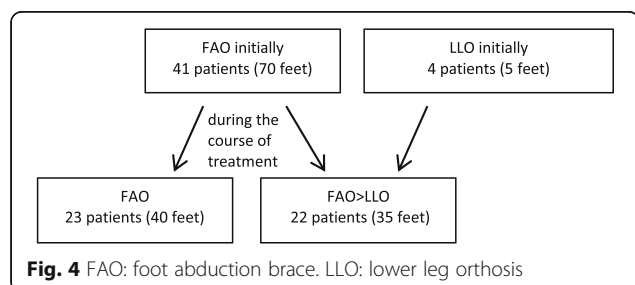 FAO initially
41 patients (70 feet)
LLO initially
4 patients (5 feet)
during the
course of
treatment
FAO
23 patients (40 feet)
FAO>LLO
22 patients (35 feet)
Fig. 4 FAO: foot abduction brace. LLO: lower leg orthosis